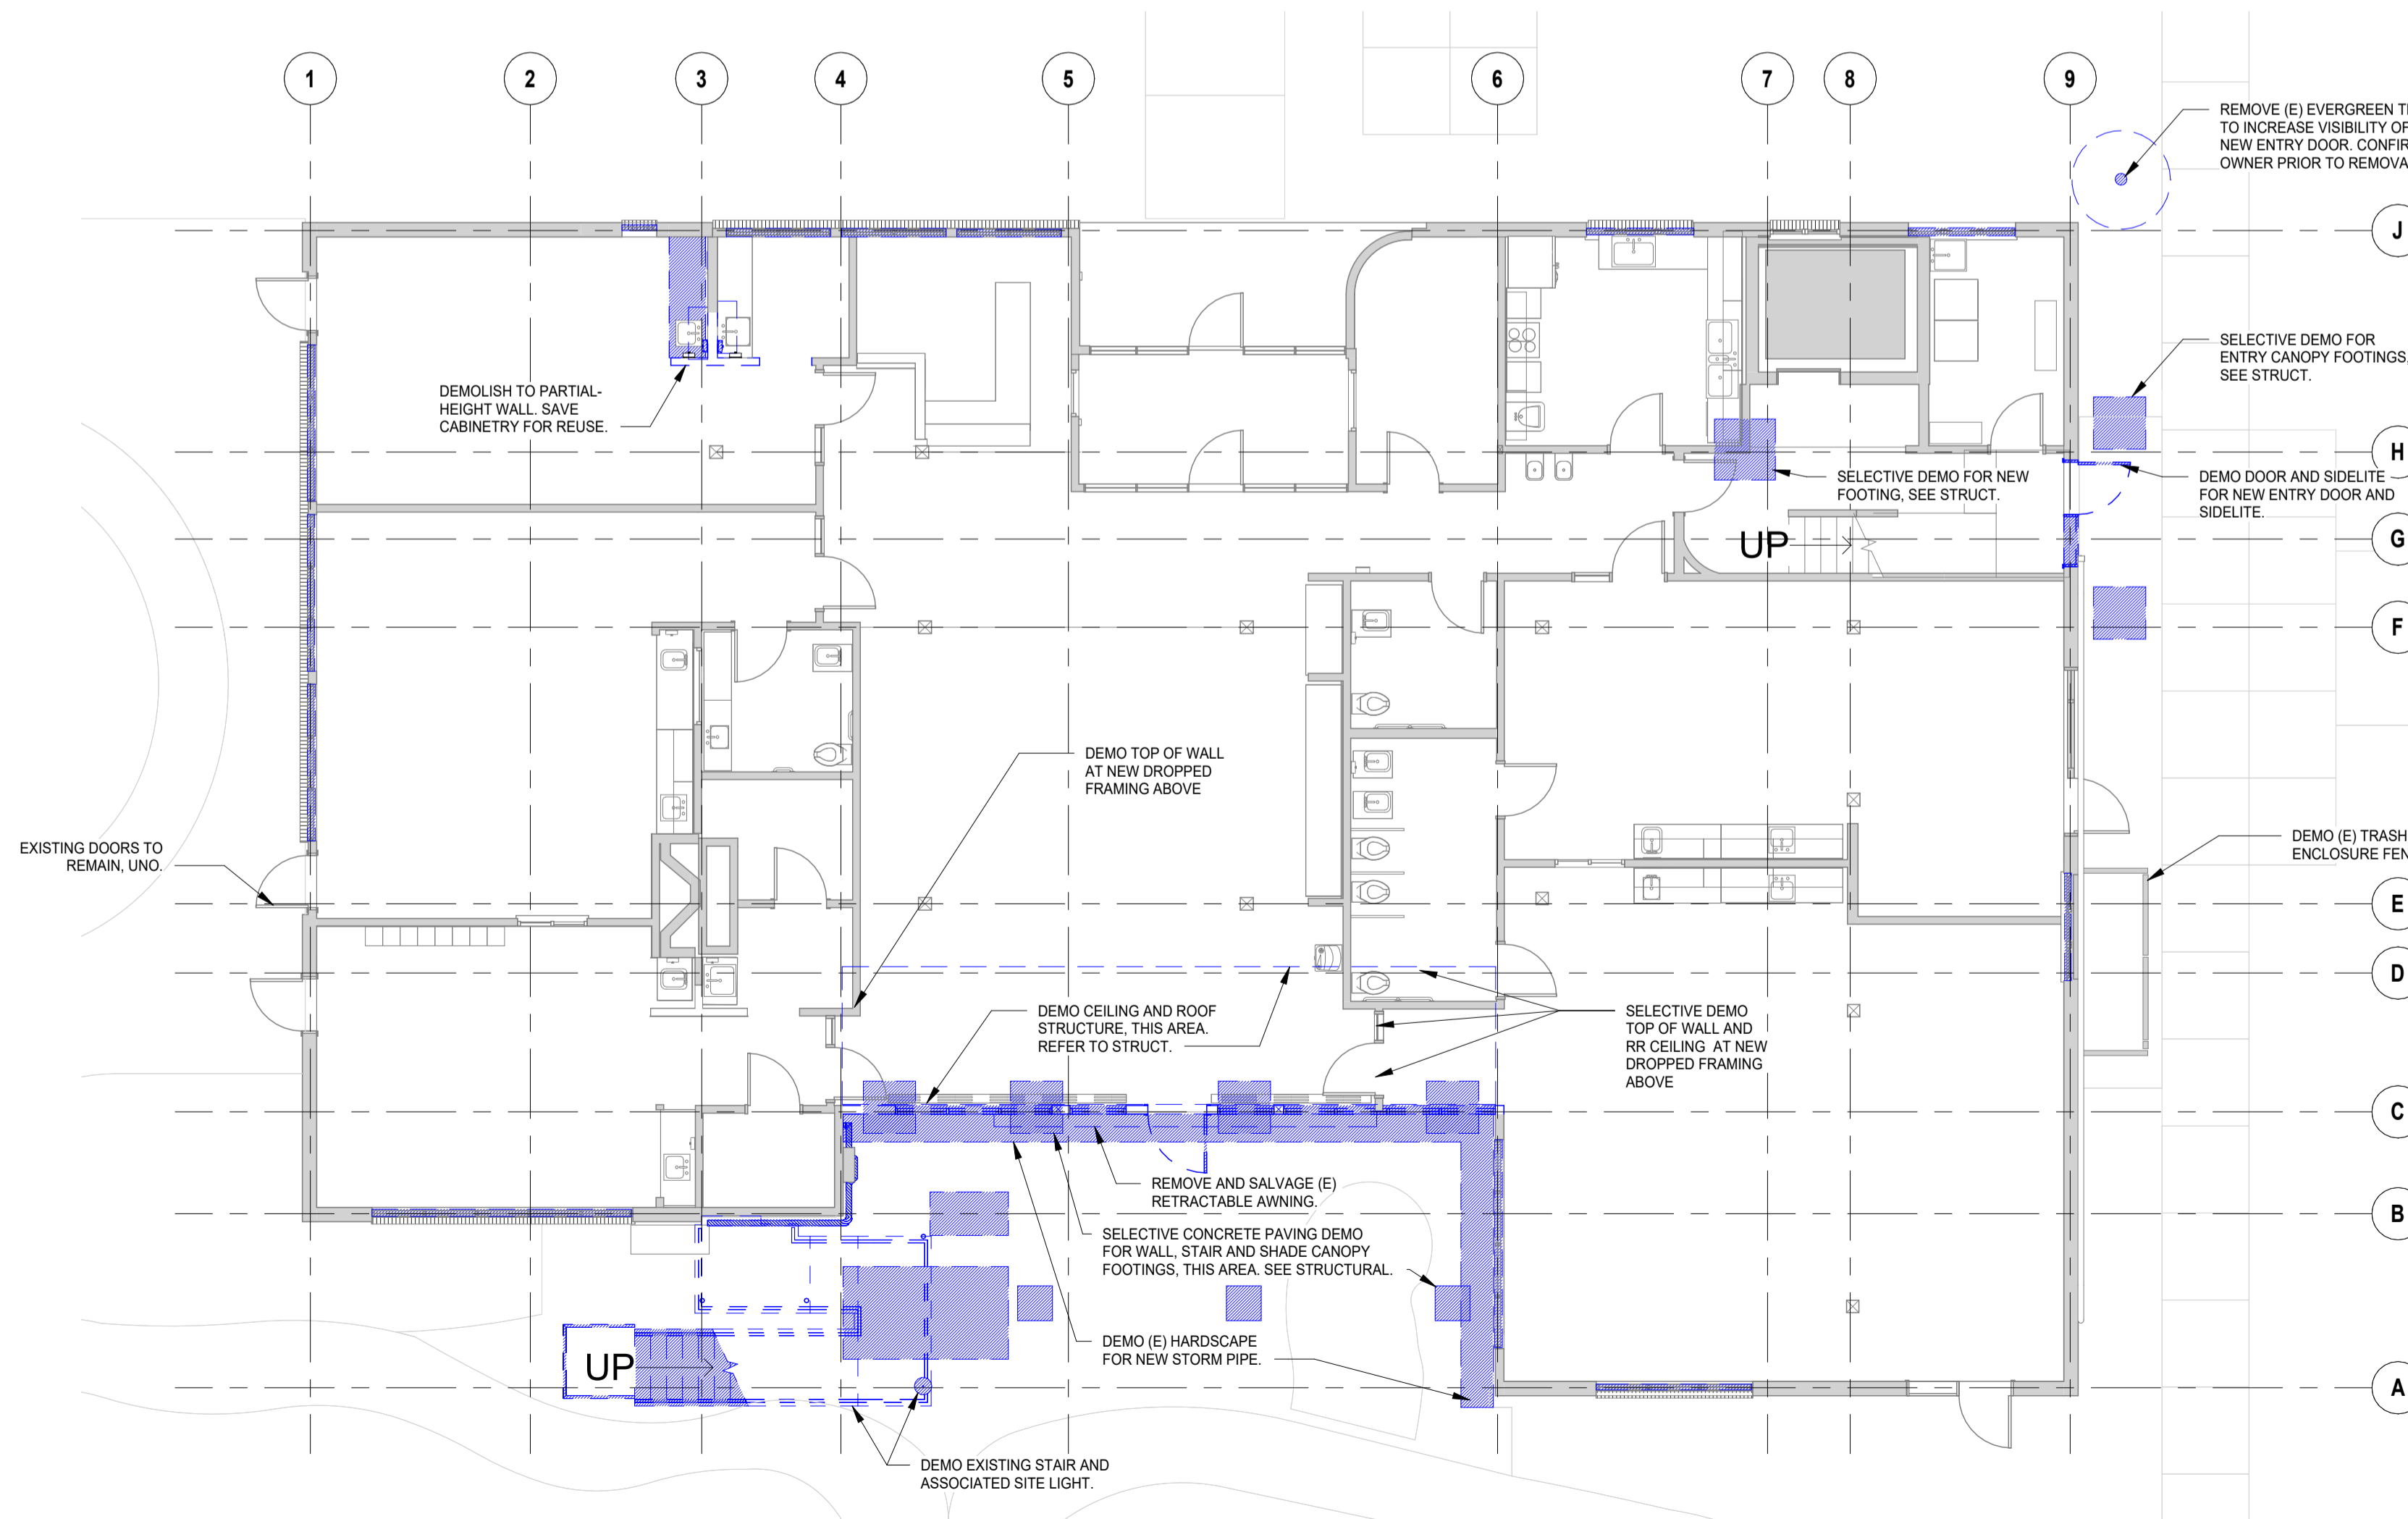 1
2
3
4
5
6
7
8
9
REMOVE (E) EVERGREEN
TO INCREASE VISIBILITY
NEW ENTRY DOOR.
OWNER PRIOR TO
J
SELECTIVE DEMO FOR
ENTRY CANOPY FOOTINGS,
SEE STRUCT.
DEMOLISH TO PARTIAL-
HEIGHT WALL. SAVE
CABINETRY FOR REUSE.
H
SELECTIVE DEMO FOR NEW
FOOTING, SEE STRUCT.
DEMO DOOR AND SIDELITE
FOR NEW ENTRY DOOR AND
SIDELITE.
UP
G
F
DEMO TOP OF WALL
AT NEW DROPPED
FRAMING ABOVE
EXISTING DOORS TO
REMAIN, UNO.
DEMO (E) TRASH
ENCLOSURE
E
D
DEMO CEILING AND ROOF
STRUCTURE, THIS AREA.
REFER TO STRUCT.
SELECTIVE DEMO
TOP OF WALL AND
RR CEILING AT NEW
DROPPED FRAMING
ABOVE
C
REMOVE AND SALVAGE (E)
RETRACTABLE AWNING.
B
SELECTIVE CONCRETE PAVING DEMO
FOR WALL, STAIR AND SHADE CANOPY
FOOTINGS, THIS AREA. SEE STRUCTURAL.
DEMO (E) HARDSCAPE
FOR NEW STORM PIPE.
UP
A
DEMO EXISTING STAIR AND
ASSOCIATED SITE LIGHT.